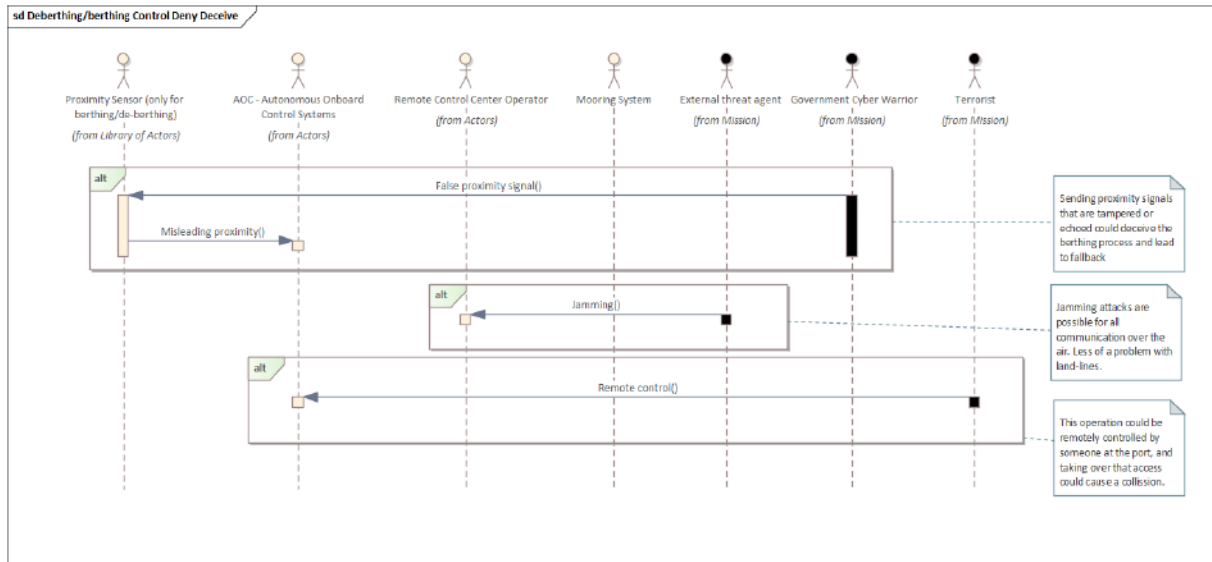 sd Deberthing/berthing Control Deny Deceive
Proximity Sensor (only for
berthing/de-berthing)
(from Library of Actors)
AOC - Autonomous Onboard
Control Systems
(from Actors)
Remote Control Center Operator
(from Actors)
Mooring System
External threat agent
(from Mission)
Government Cyber Warrior
(from Mission)
Terrorist
(from Mission)
alt
False proximity signal()
Misleading proximity()
Sending proximity signals
that are tampered or
echoed could deceive the
berthing process and lead
to fallback
alt
Jamming()
Jamming attacks are
possible for all
communication over the
air. Less of a problem with
land-lines.
alt
Remote control()
This operation could be
remotely controlled by
someone at the port, and
taking over that access
could cause a collission.